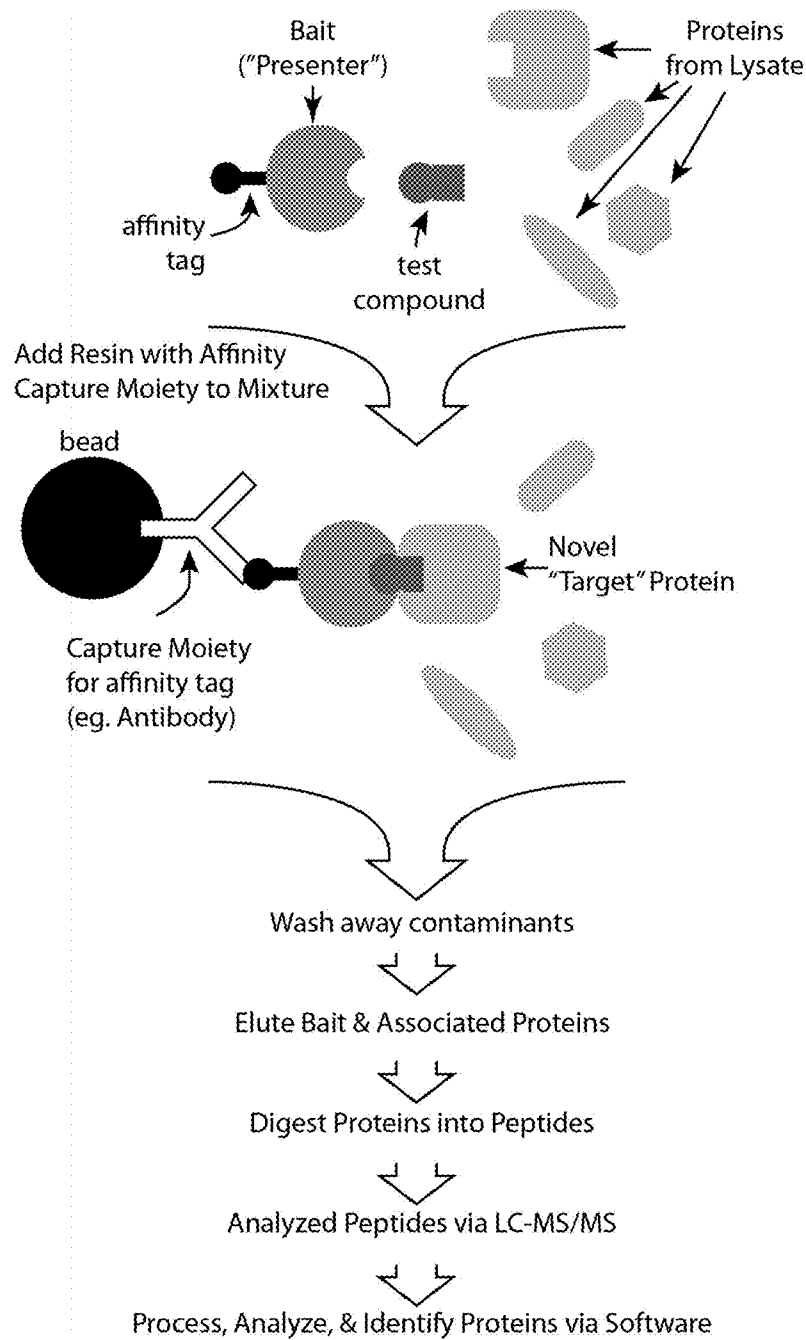 Bait
("Presenter")
Proteins
from Lysate
affinity
tag
test
compound
Add Resin with Affinity
Capture Moiety to Mixture
bead
Novel
"Target" Protein
Capture Moiety
for affinity tag
(eg. Antibody)
Wash away contaminants
Elute Bait & Associated Proteins
Digest Proteins into Peptides
Analyzed Peptides via LC-MS/MS
Process, Analyze, & Identify Proteins via Software